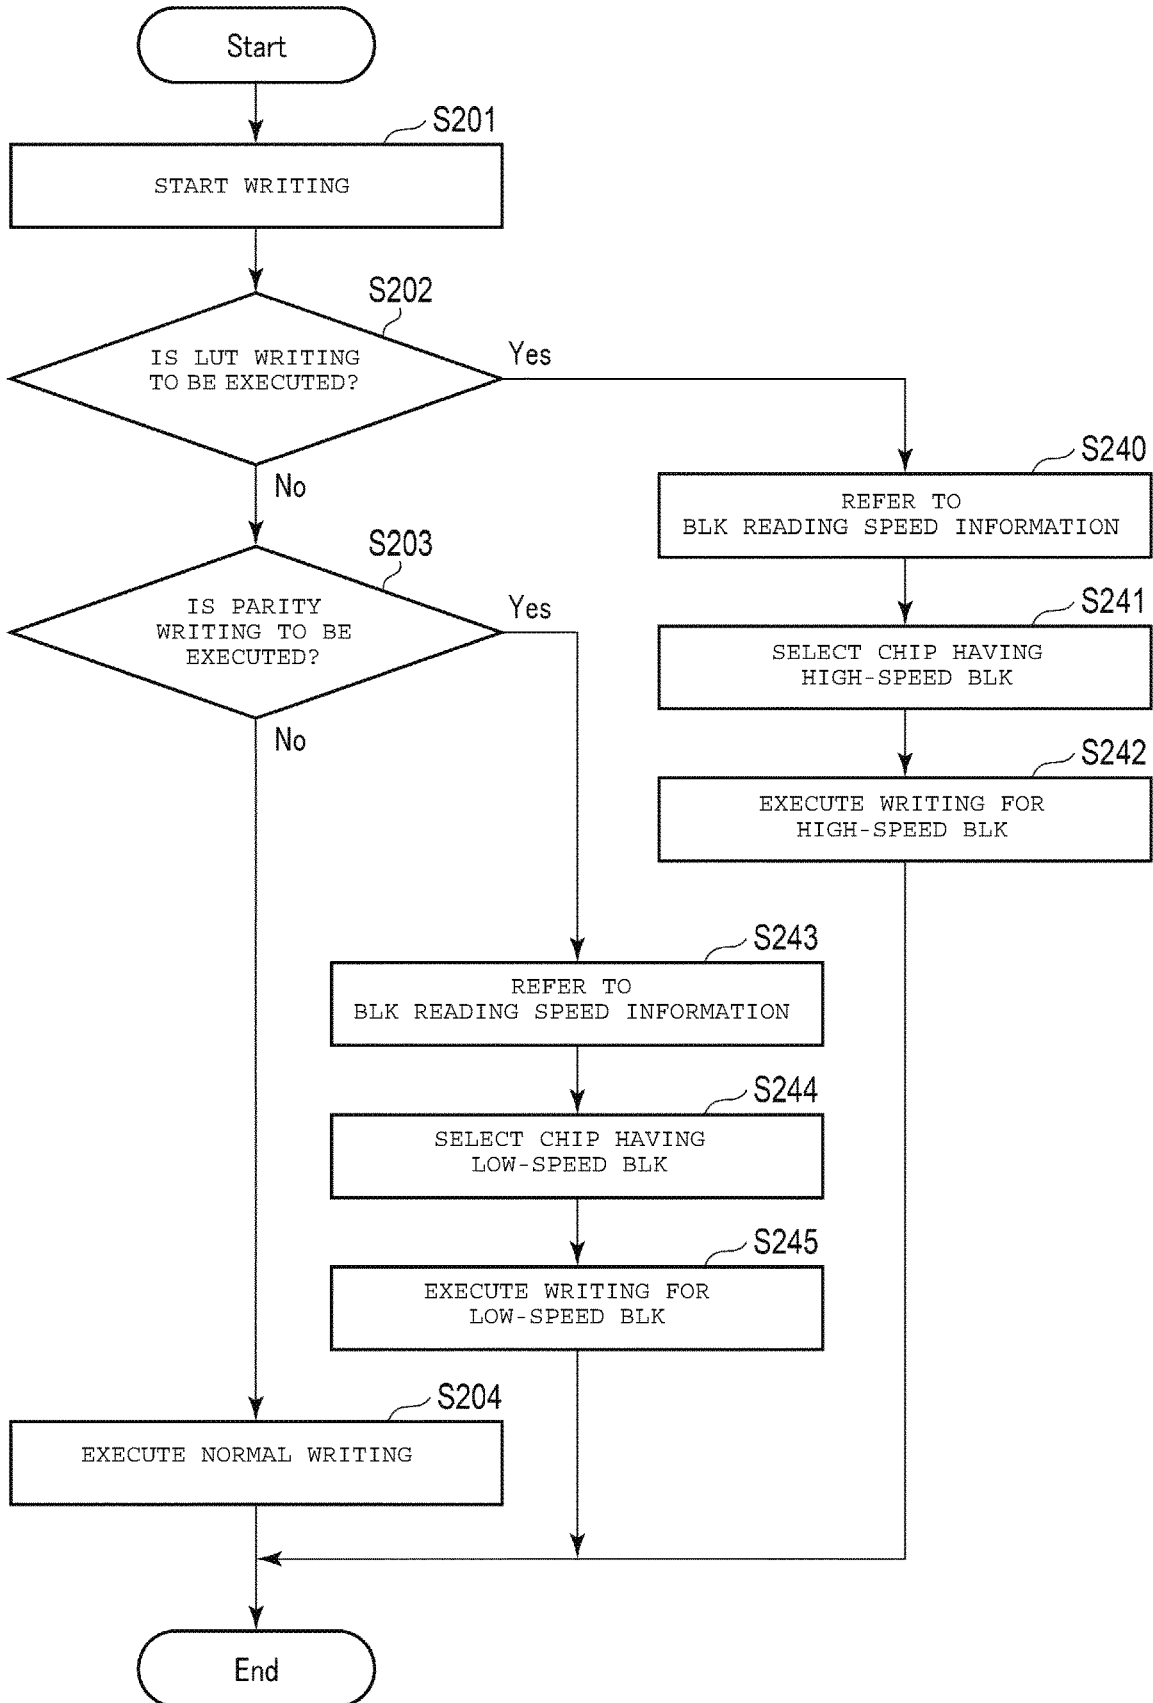 Start
S201
START WRITING
S202
IS LUT WRITING
TO BE EXECUTED?
Yes
No
S240
REFER TO
BLK READING SPEED INFORMATION
S203
IS PARITY
WRITING TO BE
EXECUTED?
Yes
No
S241
SELECT CHIP HAVING
HIGH-SPEED BLK
S242
EXECUTE WRITING FOR
HIGH-SPEED BLK
S243
REFER TO
BLK READING SPEED INFORMATION
S244
SELECT CHIP HAVING
LOW-SPEED BLK
S245
EXECUTE WRITING FOR
LOW-SPEED BLK
S204
EXECUTE NORMAL WRITING
End